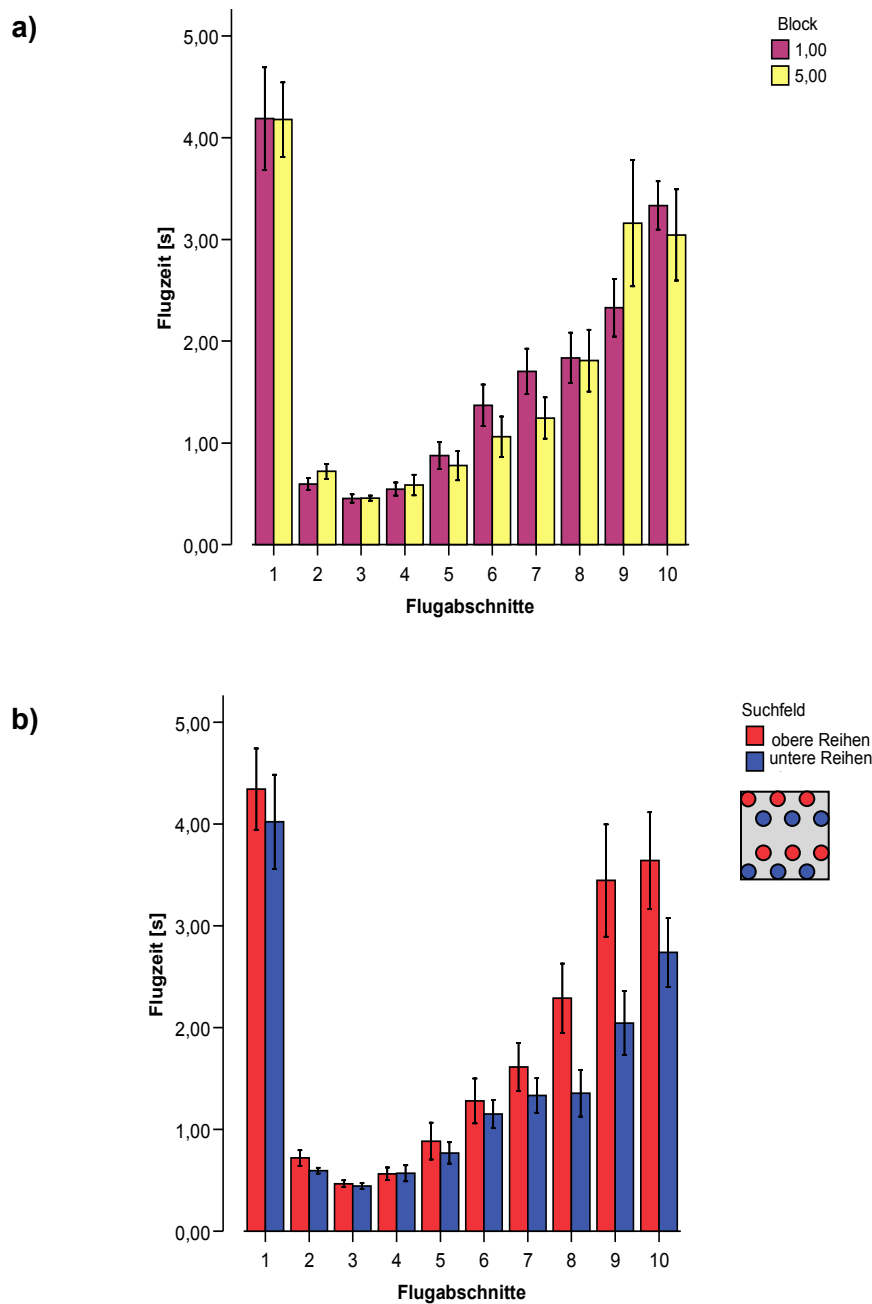 a)
Block
1,00
5,00
5,00
4,00
3,00
2,00
1,00
0,00
Flugzeit [s]
1 2 3 4 5 6 7 8 9 10
Flugabschnitte
b)
Suchfeld
obere Reihen
untere Reihen
5,00
4,00
3,00
2,00
1,00
0,00
Flugzeit [s]
1 2 3 4 5 6 7 8 9 10
Flugabschnitte